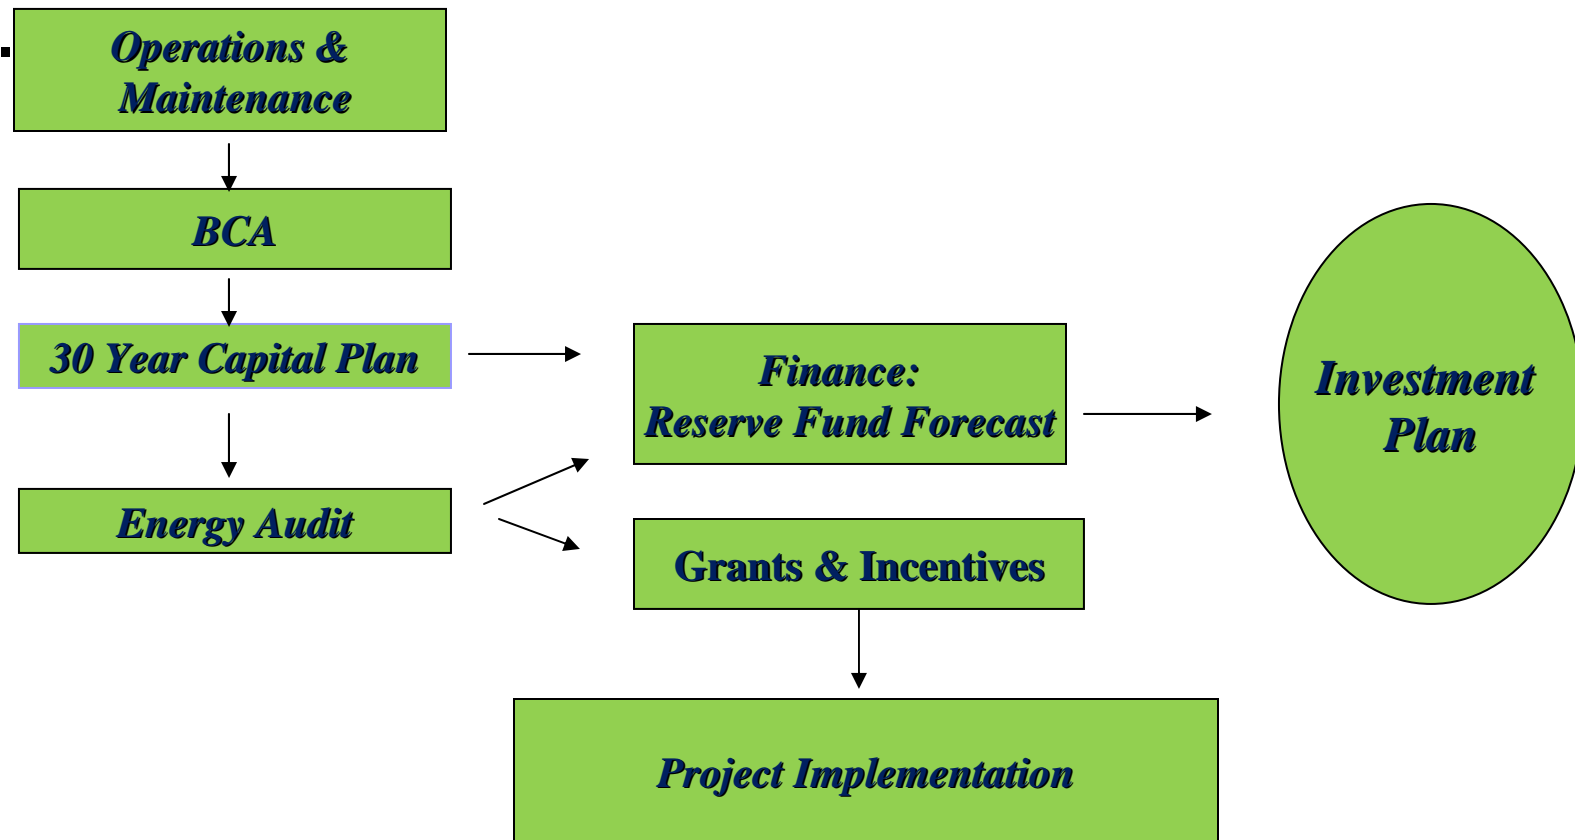 Operations &
Maintenance
BCA
30 Year Capital Plan
Energy Audit
Finance:
Reserve Fund Forecast
Grants & Incentives
Project Implementation
Investment
Plan